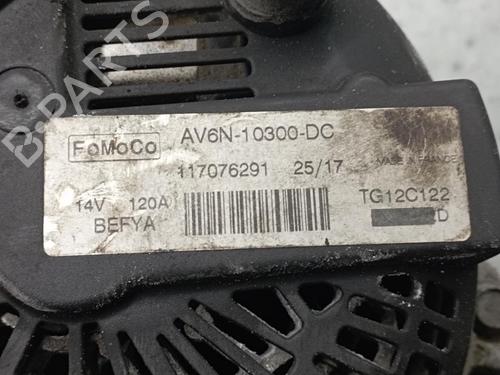 B-PARTS
FoMoCo AV6N-10300-DC
117076291 25/17 MADE IN FRANCE
14V 120A TG12C122
BEFYA D